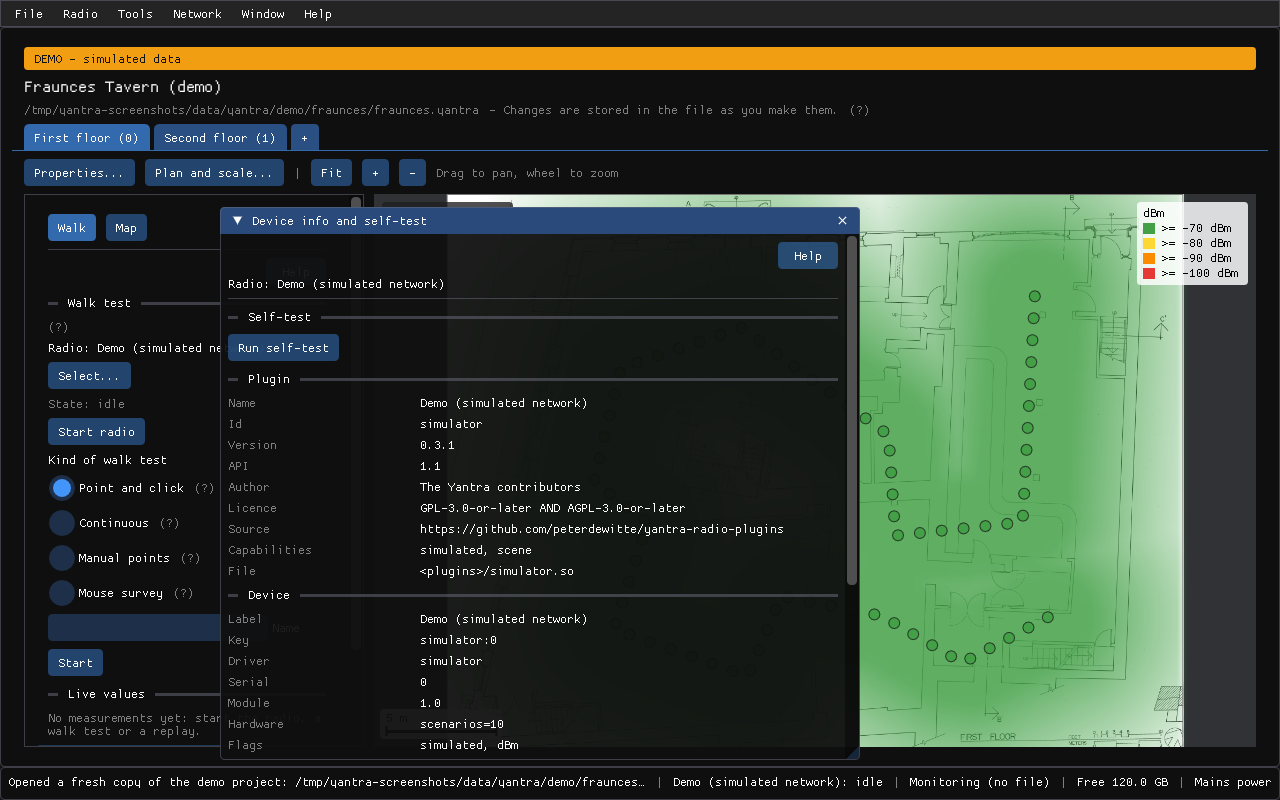 File Radio Tools Network Window Help
DEMO - simulated data
Fraunces Tavern (demo)
/tmp/yantra-screenshots/data/yantra/demo/fraunces/fraunces.yantra - Changes are stored in the file as you make them. (?)
First floor (0) Second floor (1) +
Properties... Plan and scale... | Fit + - Drag to pan, wheel to zoom
Walk Map
Walk test
(?)
Radio: Demo (simulated ne
Select...
State: idle
Start radio
Kind of walk test
Point and click (?)
Continuous (?)
Manual points (?)
Mouse survey (?)
Name
Start
Live values
No measurements yet: star
walk test or a replay.
Device info and self-test
Help
Radio: Demo (simulated network)
Self-test
Run self-test
Plugin
Name Demo (simulated network)
Id simulator
Version 0.3.1
API 1.1
Author The Yantra contributors
Licence GPL-3.0-or-later AND AGPL-3.0-or-later
Source https://github.com/peterdewitte/yantra-radio-plugins
Capabilities simulated, scene
File <plugins>/simulator.so
Device
Label Demo (simulated network)
Key simulator:0
Driver simulator
Serial 0
Module 1.0
Hardware scenarios=10
Flags simulated, dBm
dBm
>= -70 dBm
>= -80 dBm
>= -90 dBm
>= -100 dBm
5 m
FIRST FLOOR
Opened a fresh copy of the demo project: /tmp/yantra-screenshots/data/yantra/demo/fraunces… | Demo (simulated network): idle | Monitoring (no file) | Free 120.0 GB | Mains power